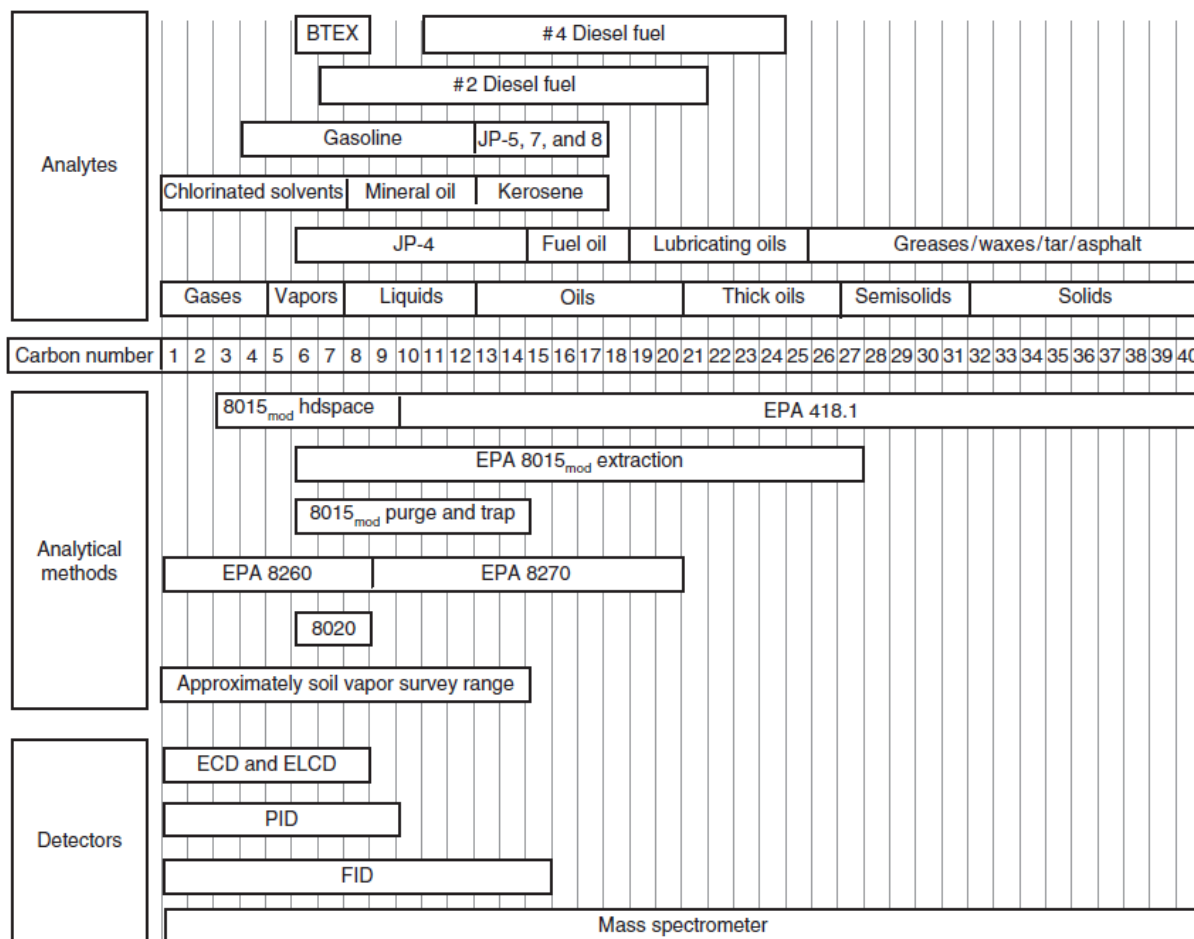 BTEX #4 Diesel fuel
#2 Diesel fuel
Gasoline JP-5, 7, and 8
Analytes
Chlorinated solvents Mineral oil Kerosene
JP-4 Fuel oil Lubricating oils Greases/waxes/tar/asphalt
Gases Vapors Liquids Oils Thick oils Semisolids Solids
Carbon number 1 2 3 4 5 6 7 8 9 10 11 12 13 14 15 16 17 18 19 20 21 22 23 24 25 26 27 28 29 30 31 32 33 34 35 36 37 38 39 40
8015mod hdspace EPA 418.1
EPA 8015mod extraction
8015mod purge and trap
Analytical
methods
EPA 8260 EPA 8270
8020
Approximately soil vapor survey range
ECD and ELCD
PID
Detectors
FID
Mass spectrometer